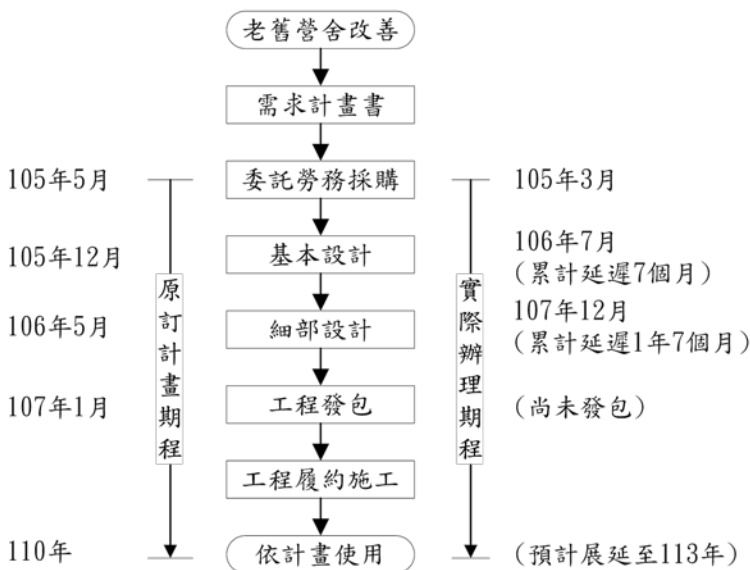 老舊營舍改善
需求計畫書
105年5月
委託勞務採購
105年3月
105年12月
基本設計
106年7月
(累計延遲7個月)
106年5月
細部設計
107年12月
(累計延遲1年7個月)
107年1月
工程發包
(尚未發包)
原訂計畫期程
實際辦理期程
工程履約施工
110年
依計畫使用
(預計展延至113年)